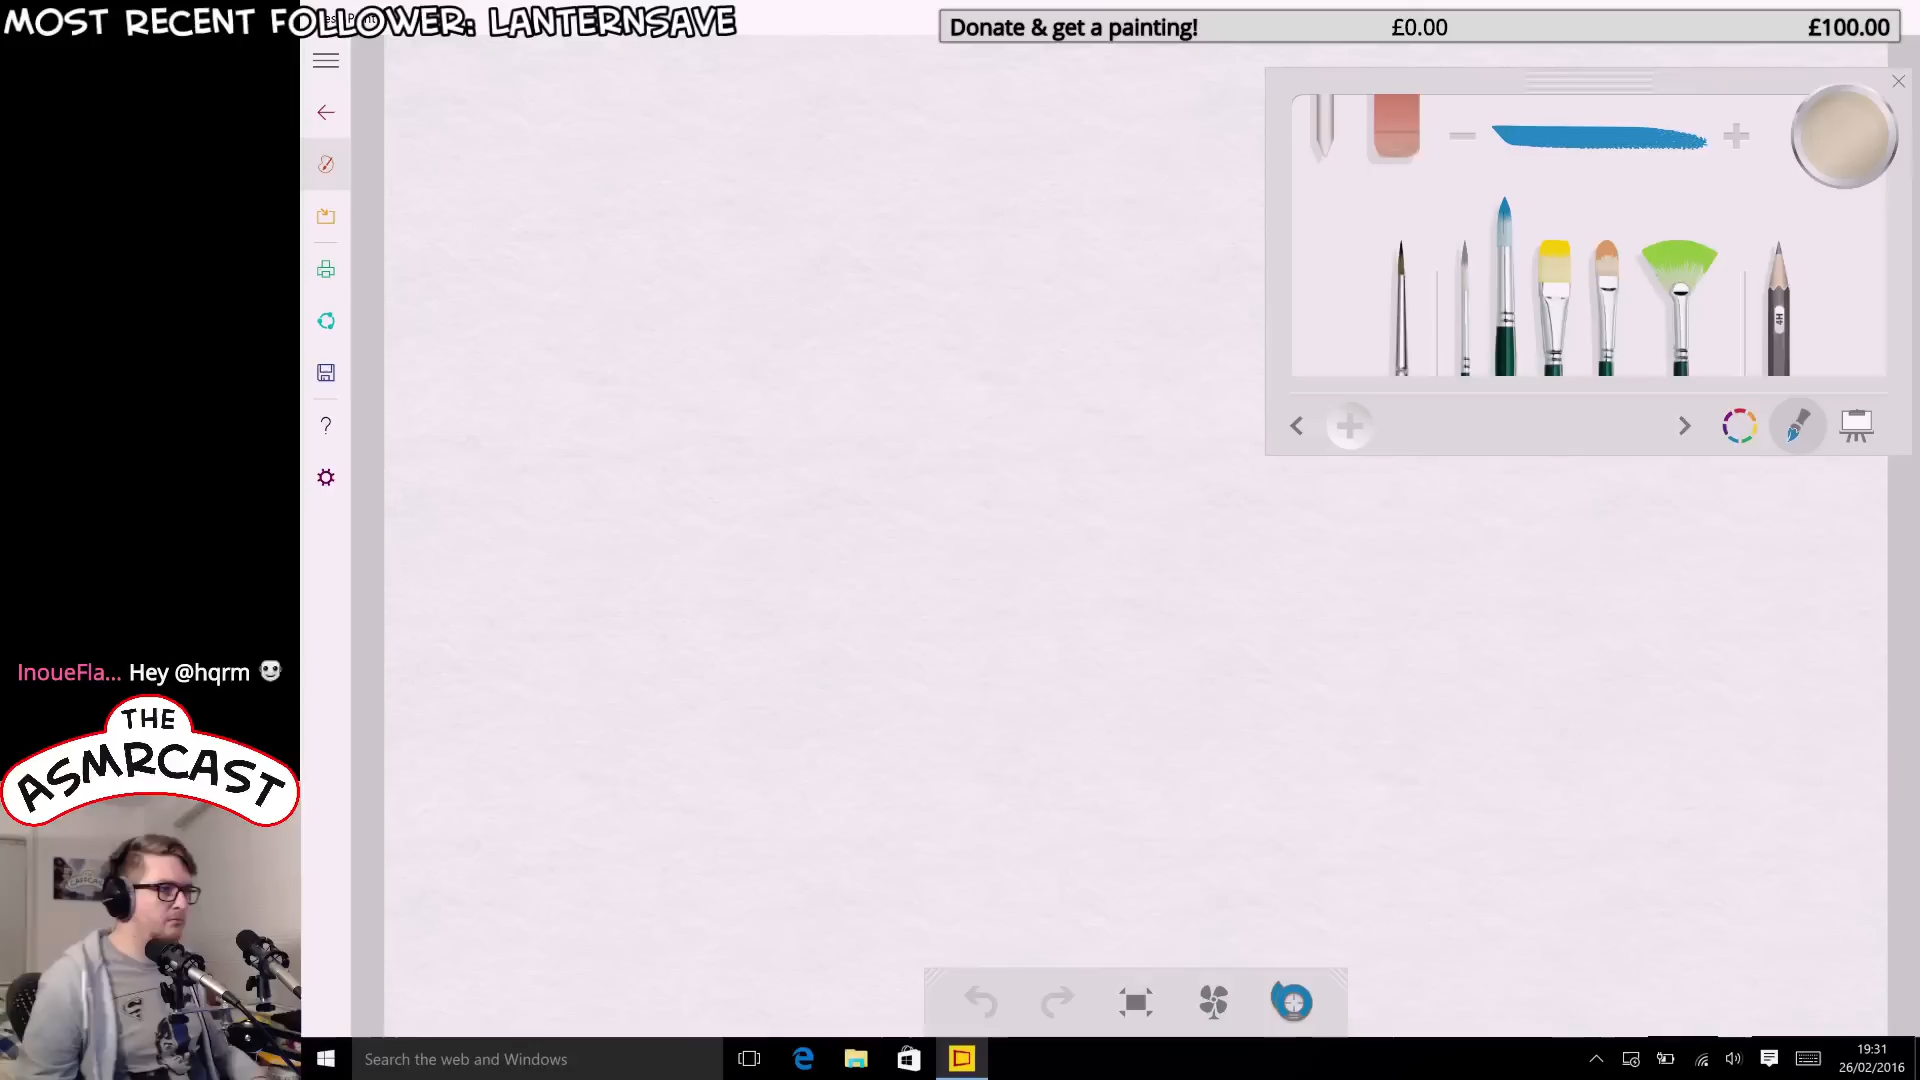 MOST RECENT FOLLOWER: LANTERNSAVE
Donate & get a painting! £0.00 £100.00
4H
InoueFla... Hey @hqrm
THE
ASMRCAST
Search the web and Windows
19:31
26/02/2016